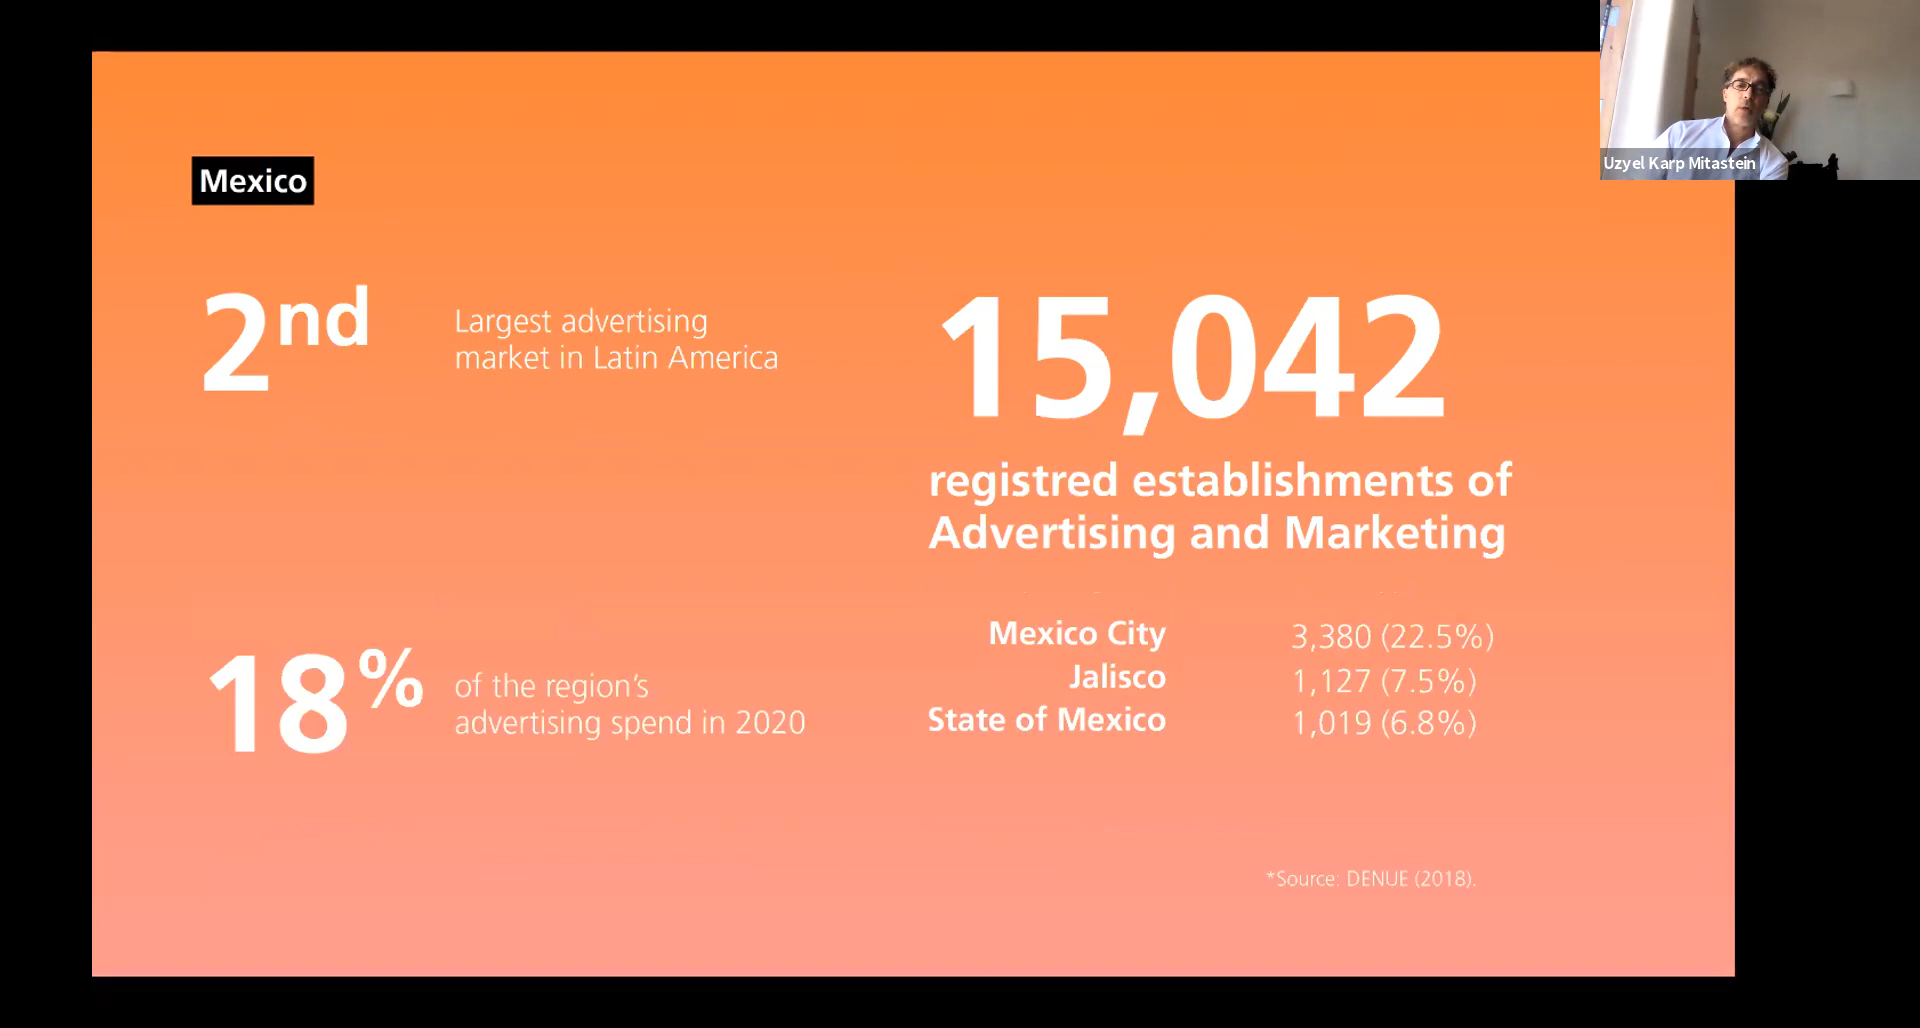 Mexico
2nd
Largest advertising
market in Latin America
18%
of the region's
advertising spend in 2020
15,042
registred establishments of
Advertising and Marketing
Mexico City 3,380 (22.5%)
Jalisco 1,127 (7.5%)
State of Mexico 1,019 (6.8%)
*Source: DENUE (2018).
Uzyel Karp Mitastein